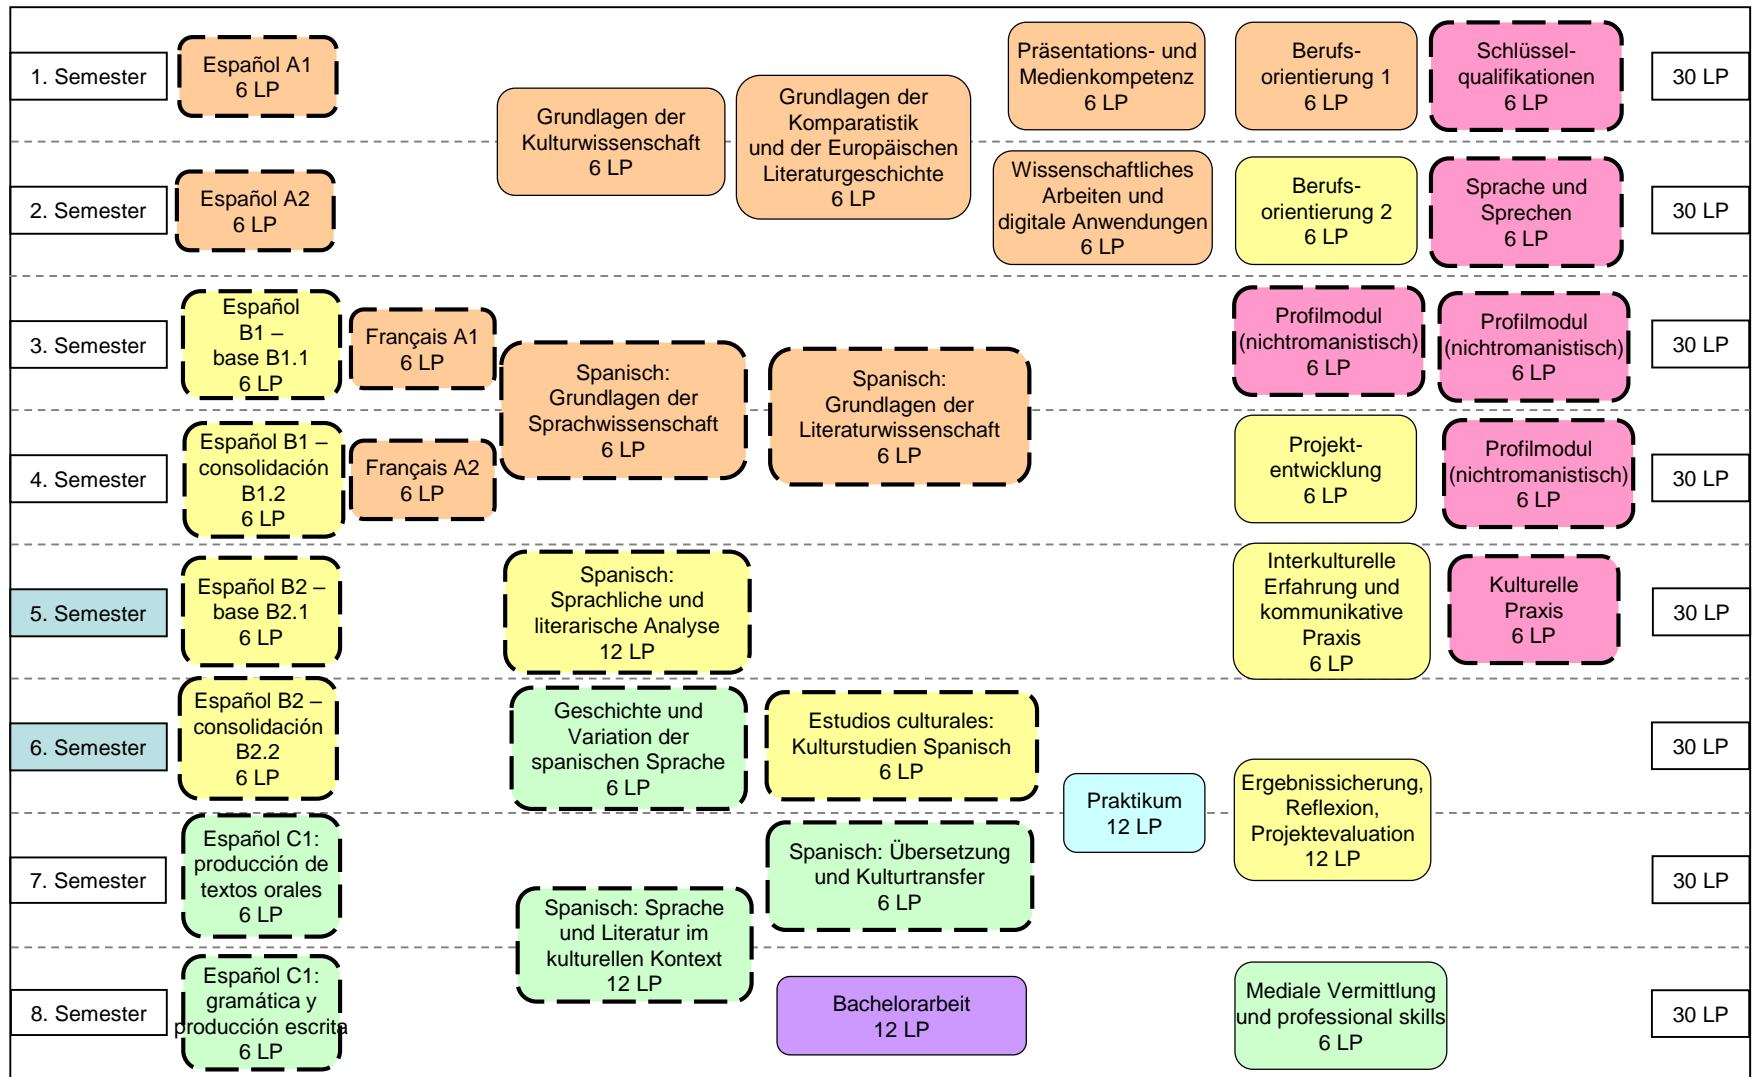 1. Semester
Español A1
6 LP
Präsentations- und
Medienkompetenz
6 LP
Berufs-
orientierung 1
6 LP
Schlüssel-
qualifikationen
6 LP
30 LP
Grundlagen der
Kulturwissenschaft
6 LP
Grundlagen der
Komparatistik
und der Europäischen
Literaturgeschichte
6 LP
2. Semester
Español A2
6 LP
Wissenschaftliches
Arbeiten und
digitale Anwendungen
6 LP
Berufs-
orientierung 2
6 LP
Sprache und
Sprechen
6 LP
30 LP
3. Semester
Español
B1 –
base B1.1
6 LP
Français A1
6 LP
Spanisch:
Grundlagen der
Sprachwissenschaft
6 LP
Spanisch:
Grundlagen der
Literaturwissenschaft
6 LP
Profilmodul
(nichtromanistisch)
6 LP
Profilmodul
(nichtromanistisch)
6 LP
30 LP
4. Semester
Español B1 –
consolidación
B1.2
6 LP
Français A2
6 LP
Projekt-
entwicklung
6 LP
Profilmodul
(nichtromanistisch)
6 LP
30 LP
5. Semester
Español B2 –
base B2.1
6 LP
Spanisch:
Sprachliche und
literarische Analyse
12 LP
Interkulturelle
Erfahrung und
kommunikative
Praxis
6 LP
Kulturelle
Praxis
6 LP
30 LP
6. Semester
Español B2 –
consolidación
B2.2
6 LP
Geschichte und
Variation der
spanischen Sprache
6 LP
Estudios culturales:
Kulturstudien Spanisch
6 LP
30 LP
Praktikum
12 LP
Ergebnissicherung,
Reflexion,
Projektevaluation
12 LP
7. Semester
Español C1:
producción de
textos orales
6 LP
Spanisch: Übersetzung
und Kulturtransfer
6 LP
30 LP
Spanisch: Sprache
und Literatur im
kulturellen Kontext
12 LP
8. Semester
Español C1:
gramática y
producción escrita
6 LP
Bachelorarbeit
12 LP
Mediale Vermittlung
und professional skills
6 LP
30 LP